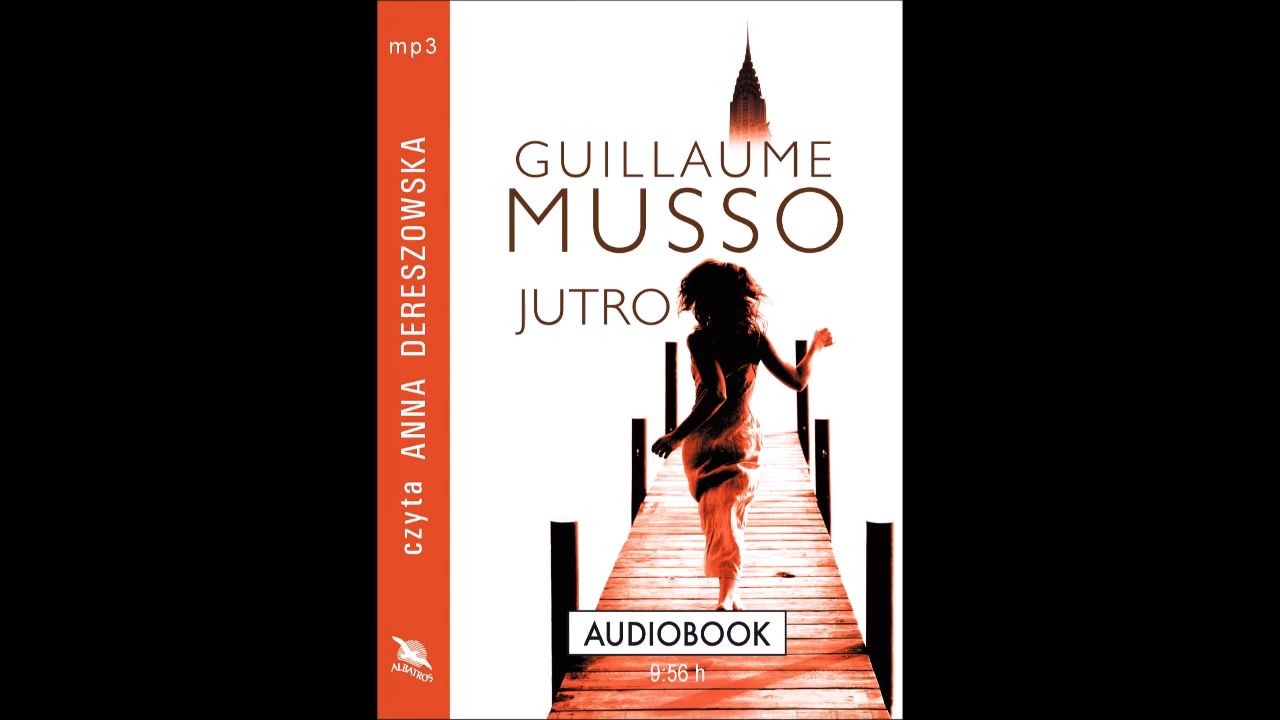 mp3
czyta ANNA DERESZOWSKA
ALBATROS
GUILLAUME
MUSSO
JUTRO
AUDIOBOOK
9:56 h